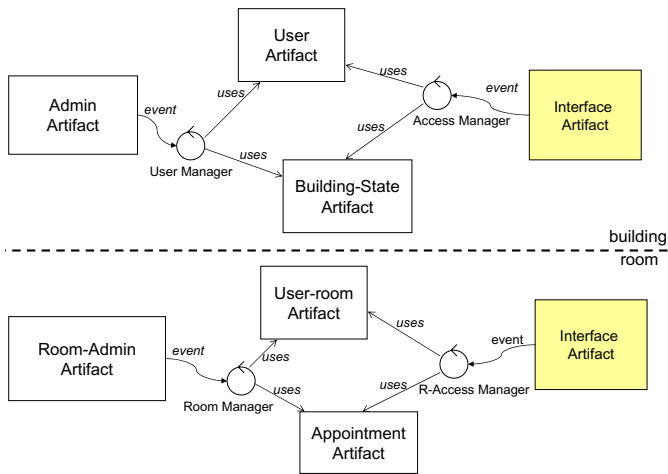 User
Artifact
Admin
Artifact
event
uses
uses
event
Interface
Artifact
Access Manager
User Manager
uses
uses
Building-State
Artifact
building
room
User-room
Artifact
Room-Admin
Artifact
event
uses
uses
event
Interface
Artifact
Room Manager
uses
uses
R-Access Manager
Appointment
Artifact